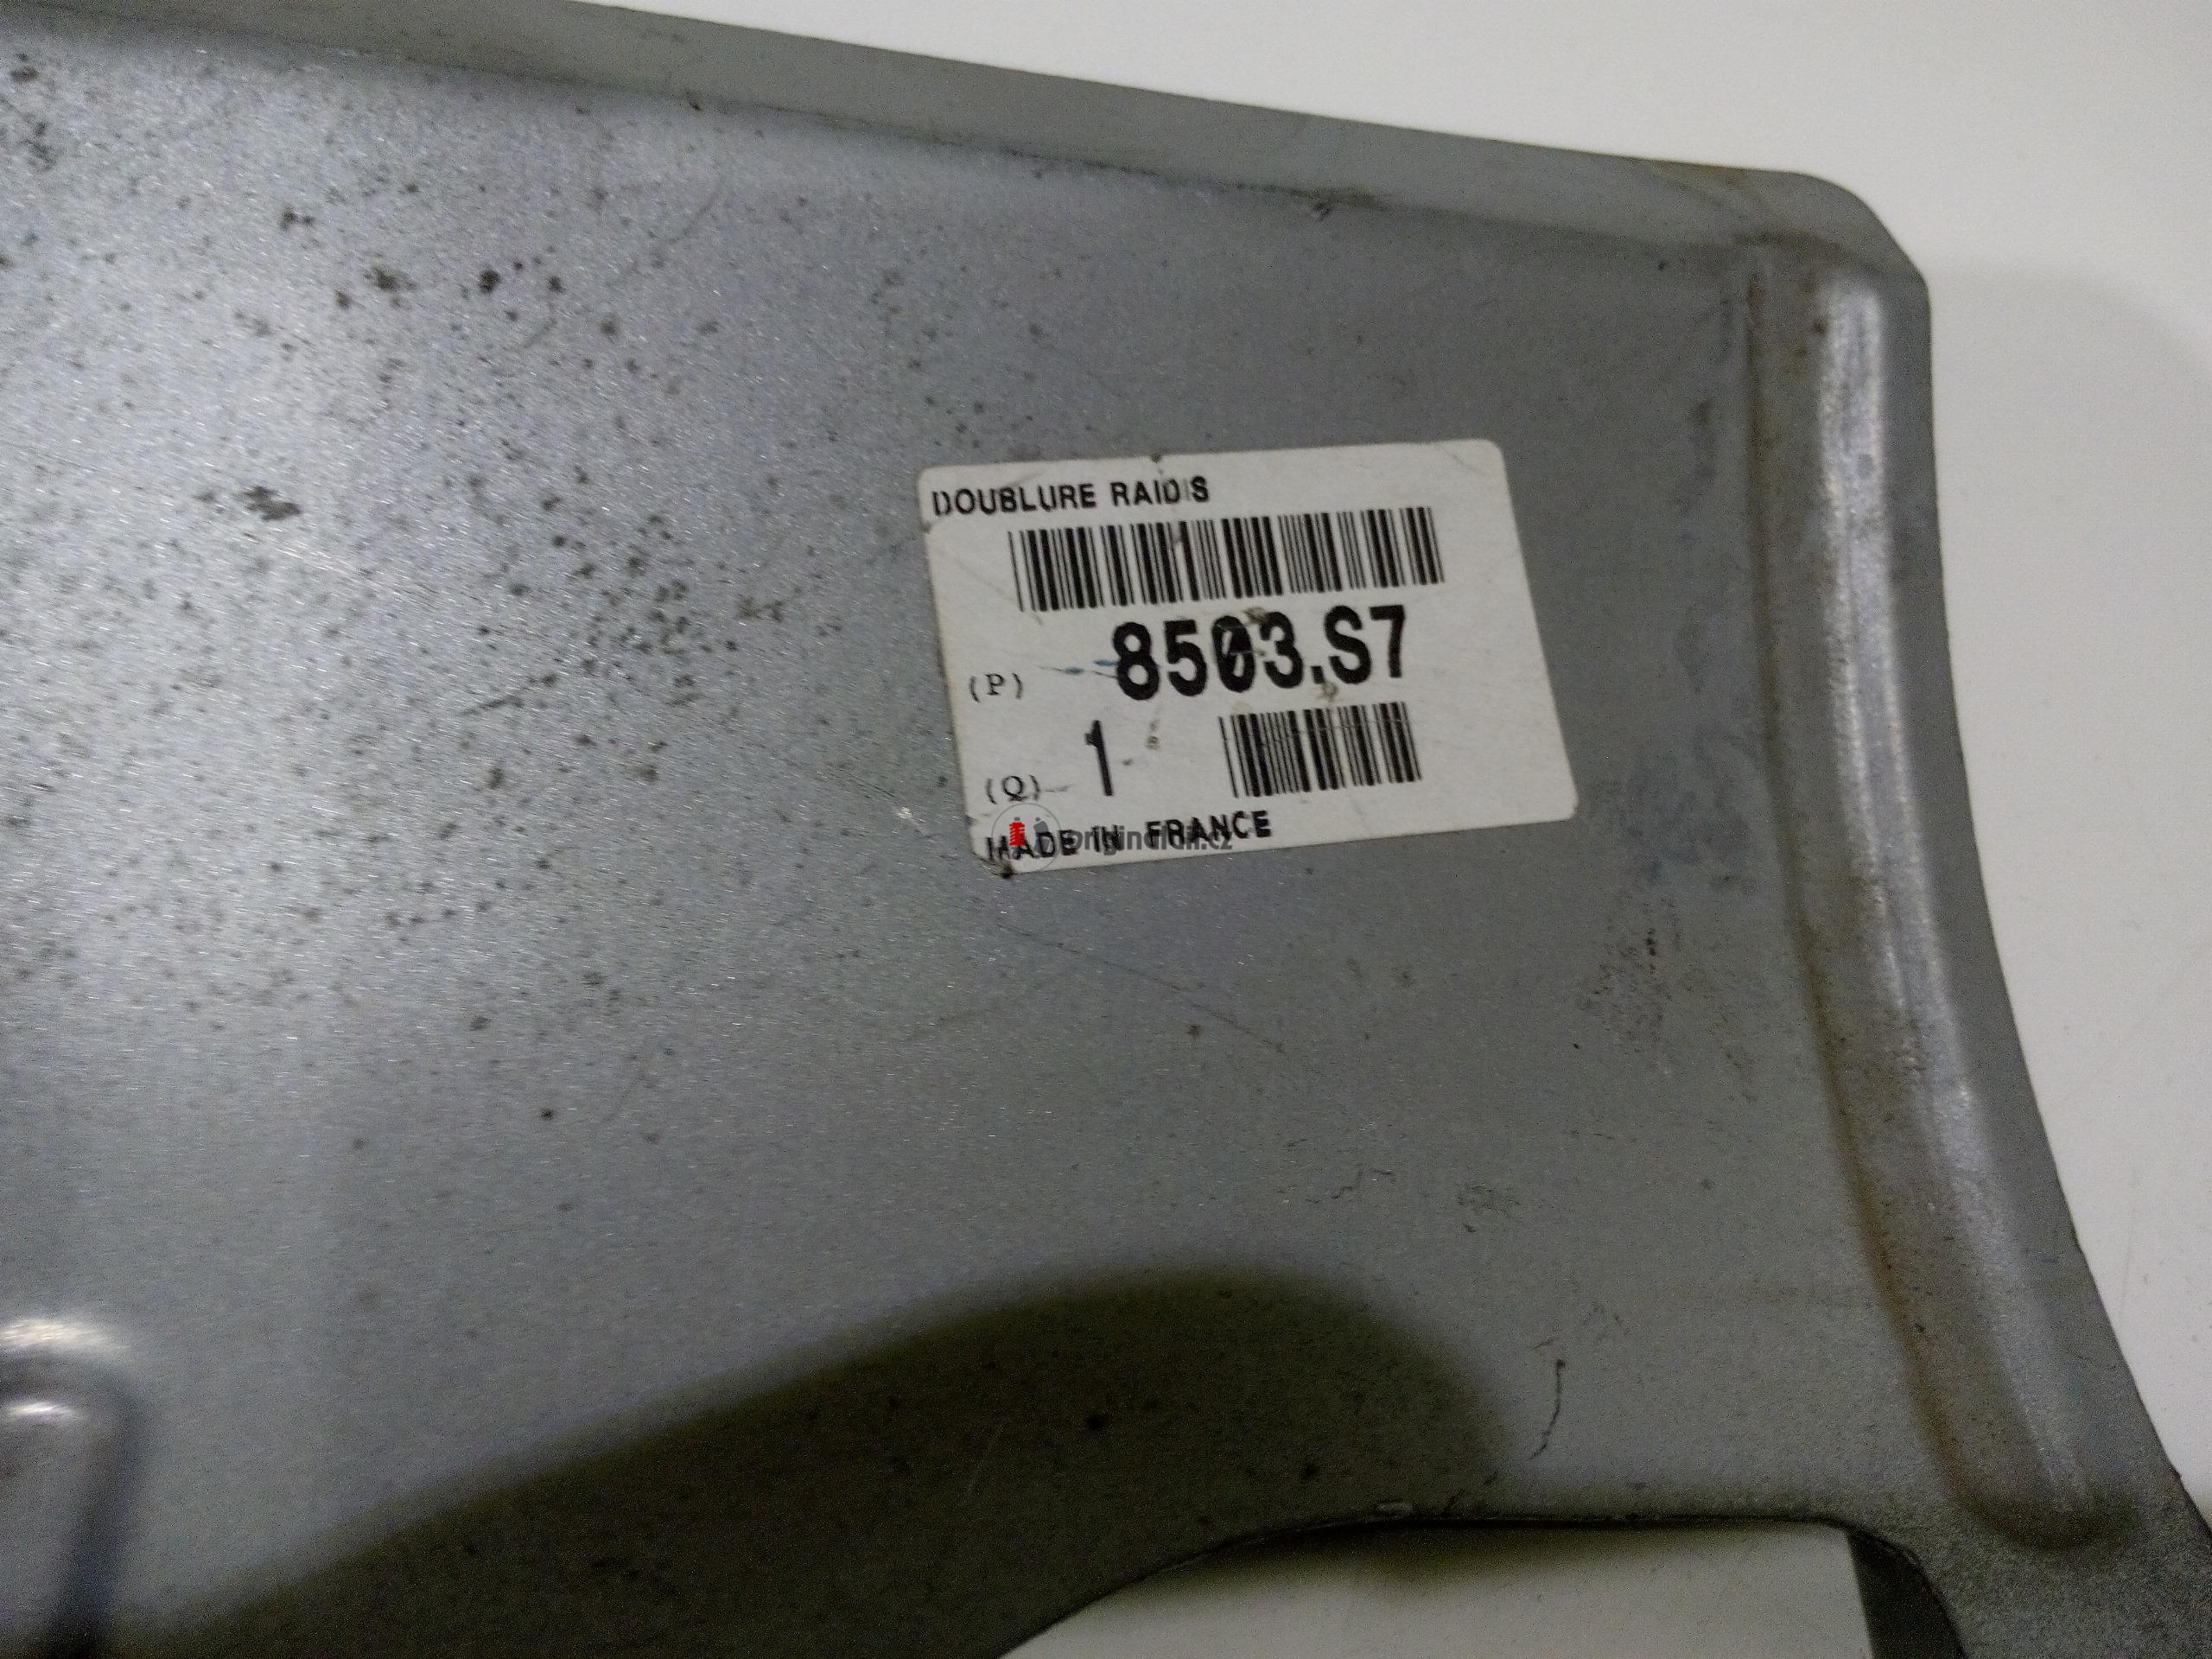 DOUBLURE RAIDIS
(P) 8503.S7
(Q) 1
MADE IN FRANCE